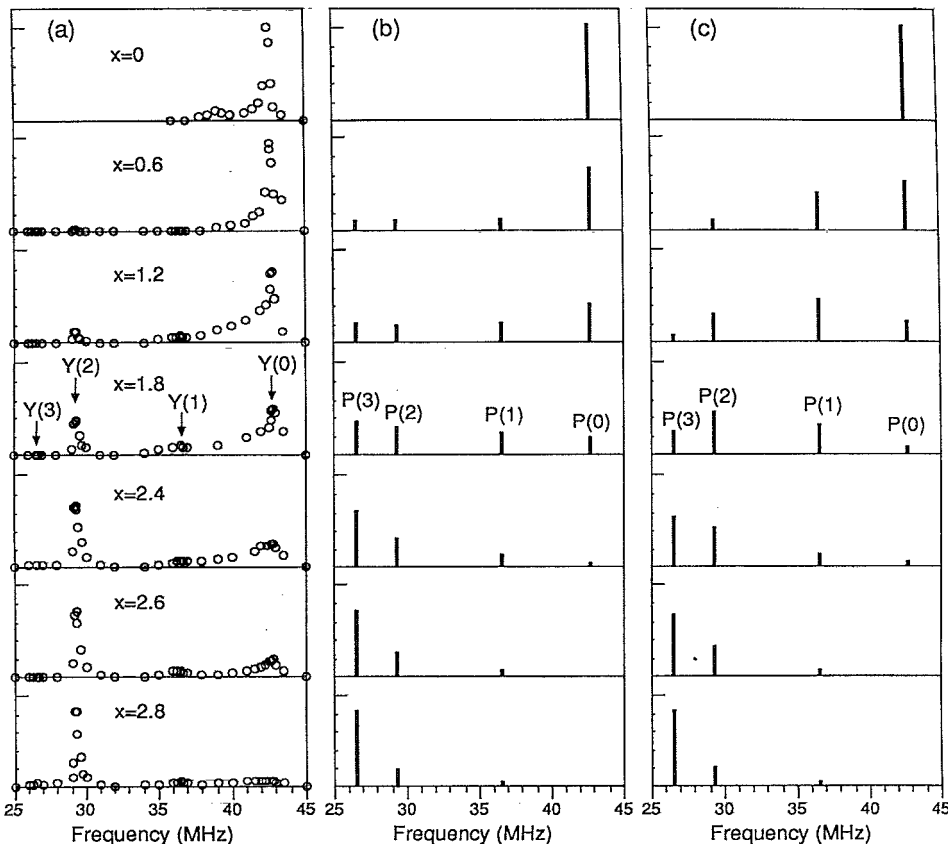 (a)
x=0
x=0.6
x=1.2
x=1.8
Y(3)
Y(2)
Y(1)
Y(0)
x=2.4
x=2.6
x=2.8
25 30 35 40 45
Frequency (MHz)
(b)
P(3)
P(2)
P(1)
P(0)
25 30 35 40 45
Frequency (MHz)
(c)
P(3)
P(2)
P(1)
P(0)
25 30 35 40 45
Frequency (MHz)